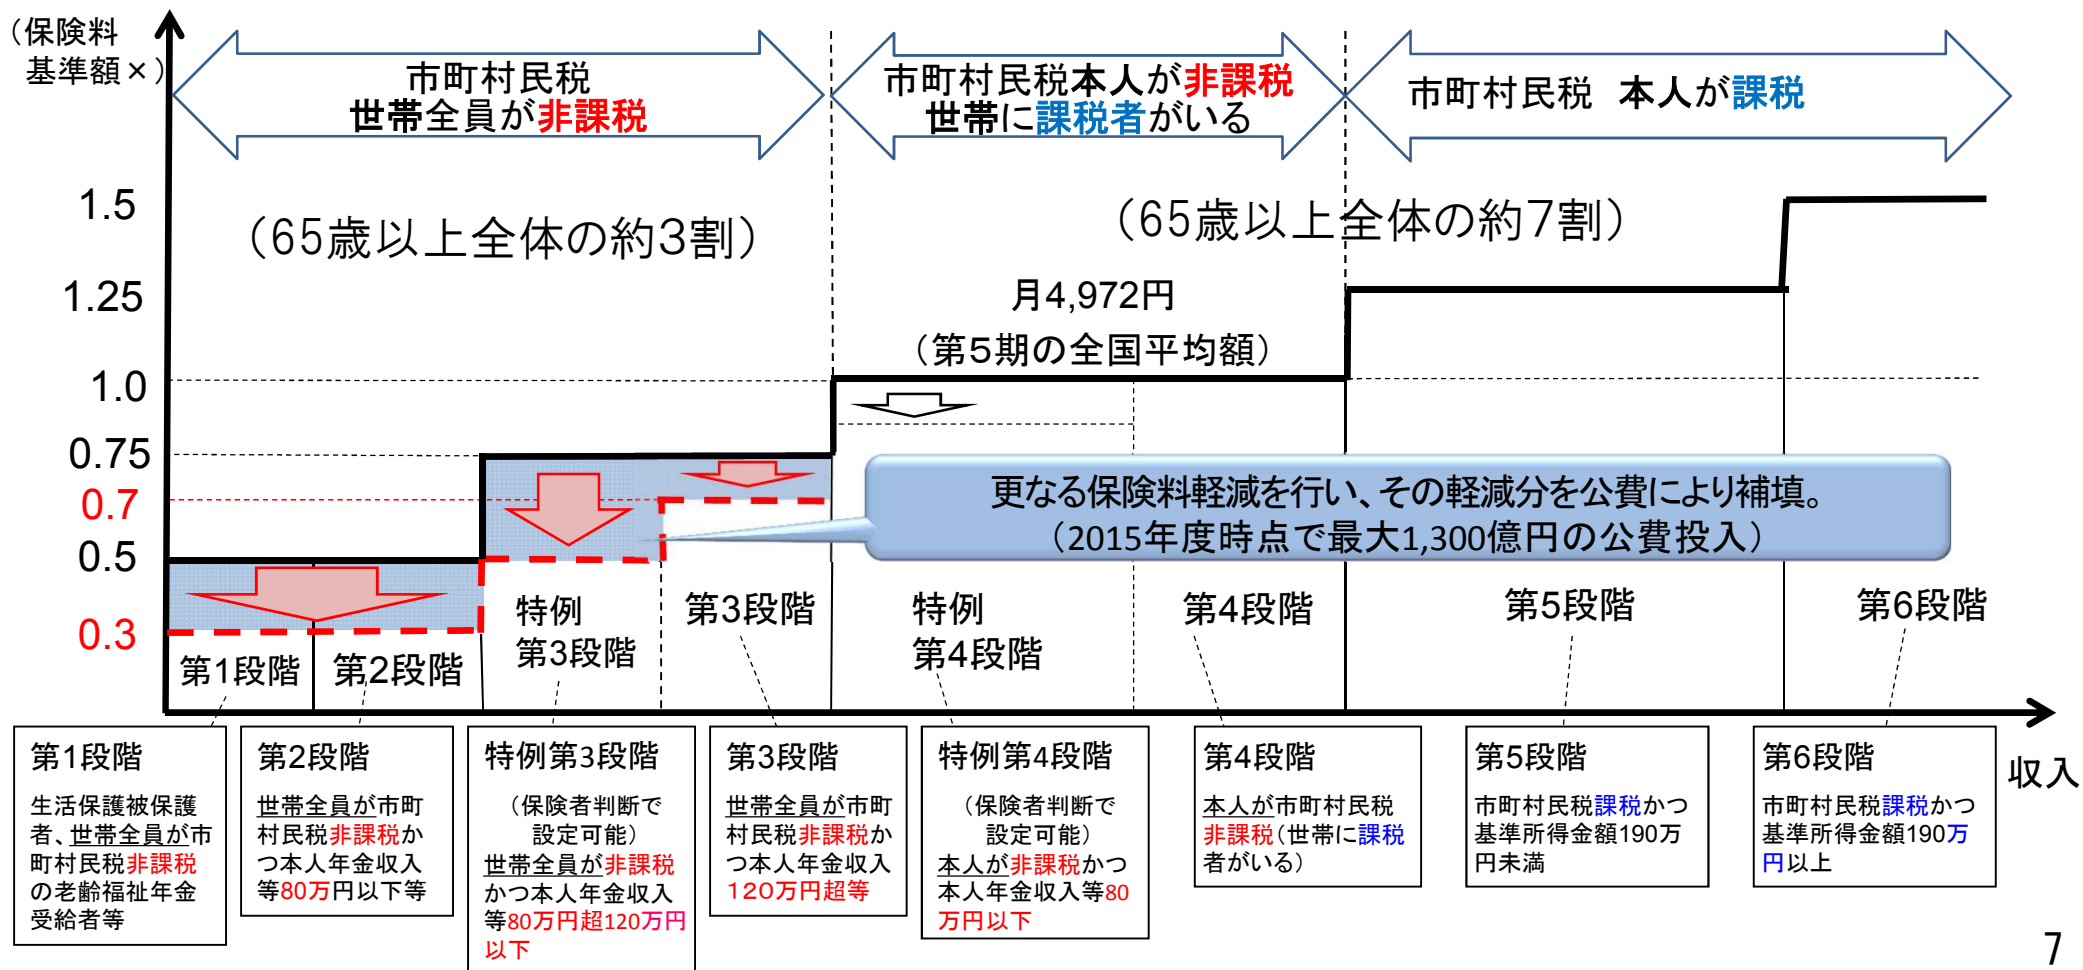 （保険料
基準額×）
市町村民税
世帯全員が非課税
市町村民税本人が非課税
世帯に課税者がいる
市町村民税　本人が課税
（65歳以上全体の約3割）
（65歳以上全体の約7割）
1.5
1.25
1.0
0.75
0.7
0.5
0.3
月4,972円
（第5期の全国平均額）
更なる保険料軽減を行い、その軽減分を公費により補填。
（2015年度時点で最大1,300億円の公費投入）
第1段階
第2段階
特例
第3段階
第3段階
特例
第4段階
第4段階
第5段階
第6段階
収入
第1段階
生活保護被保護
者、世帯全員が市
町村民税非課税
の老齢福祉年金
受給者等
第2段階
世帯全員が市町
村民税非課税か
つ本人年金収入
等80万円以下等
特例第3段階
（保険者判断で
設定可能）
世帯全員が非課税
かつ本人年金収入
等80万円超120万円
以下
第3段階
世帯全員が市町
村民税非課税か
つ本人年金収入
120万円超等
特例第4段階
（保険者判断で
設定可能）
本人が非課税かつ
本人年金収入等80
万円以下
第4段階
本人が市町村民税
非課税（世帯に課税
者がいる）
第5段階
市町村民税課税かつ
基準所得金額190万
円未満
第6段階
市町村民税課税かつ
基準所得金額190万
円以上
7